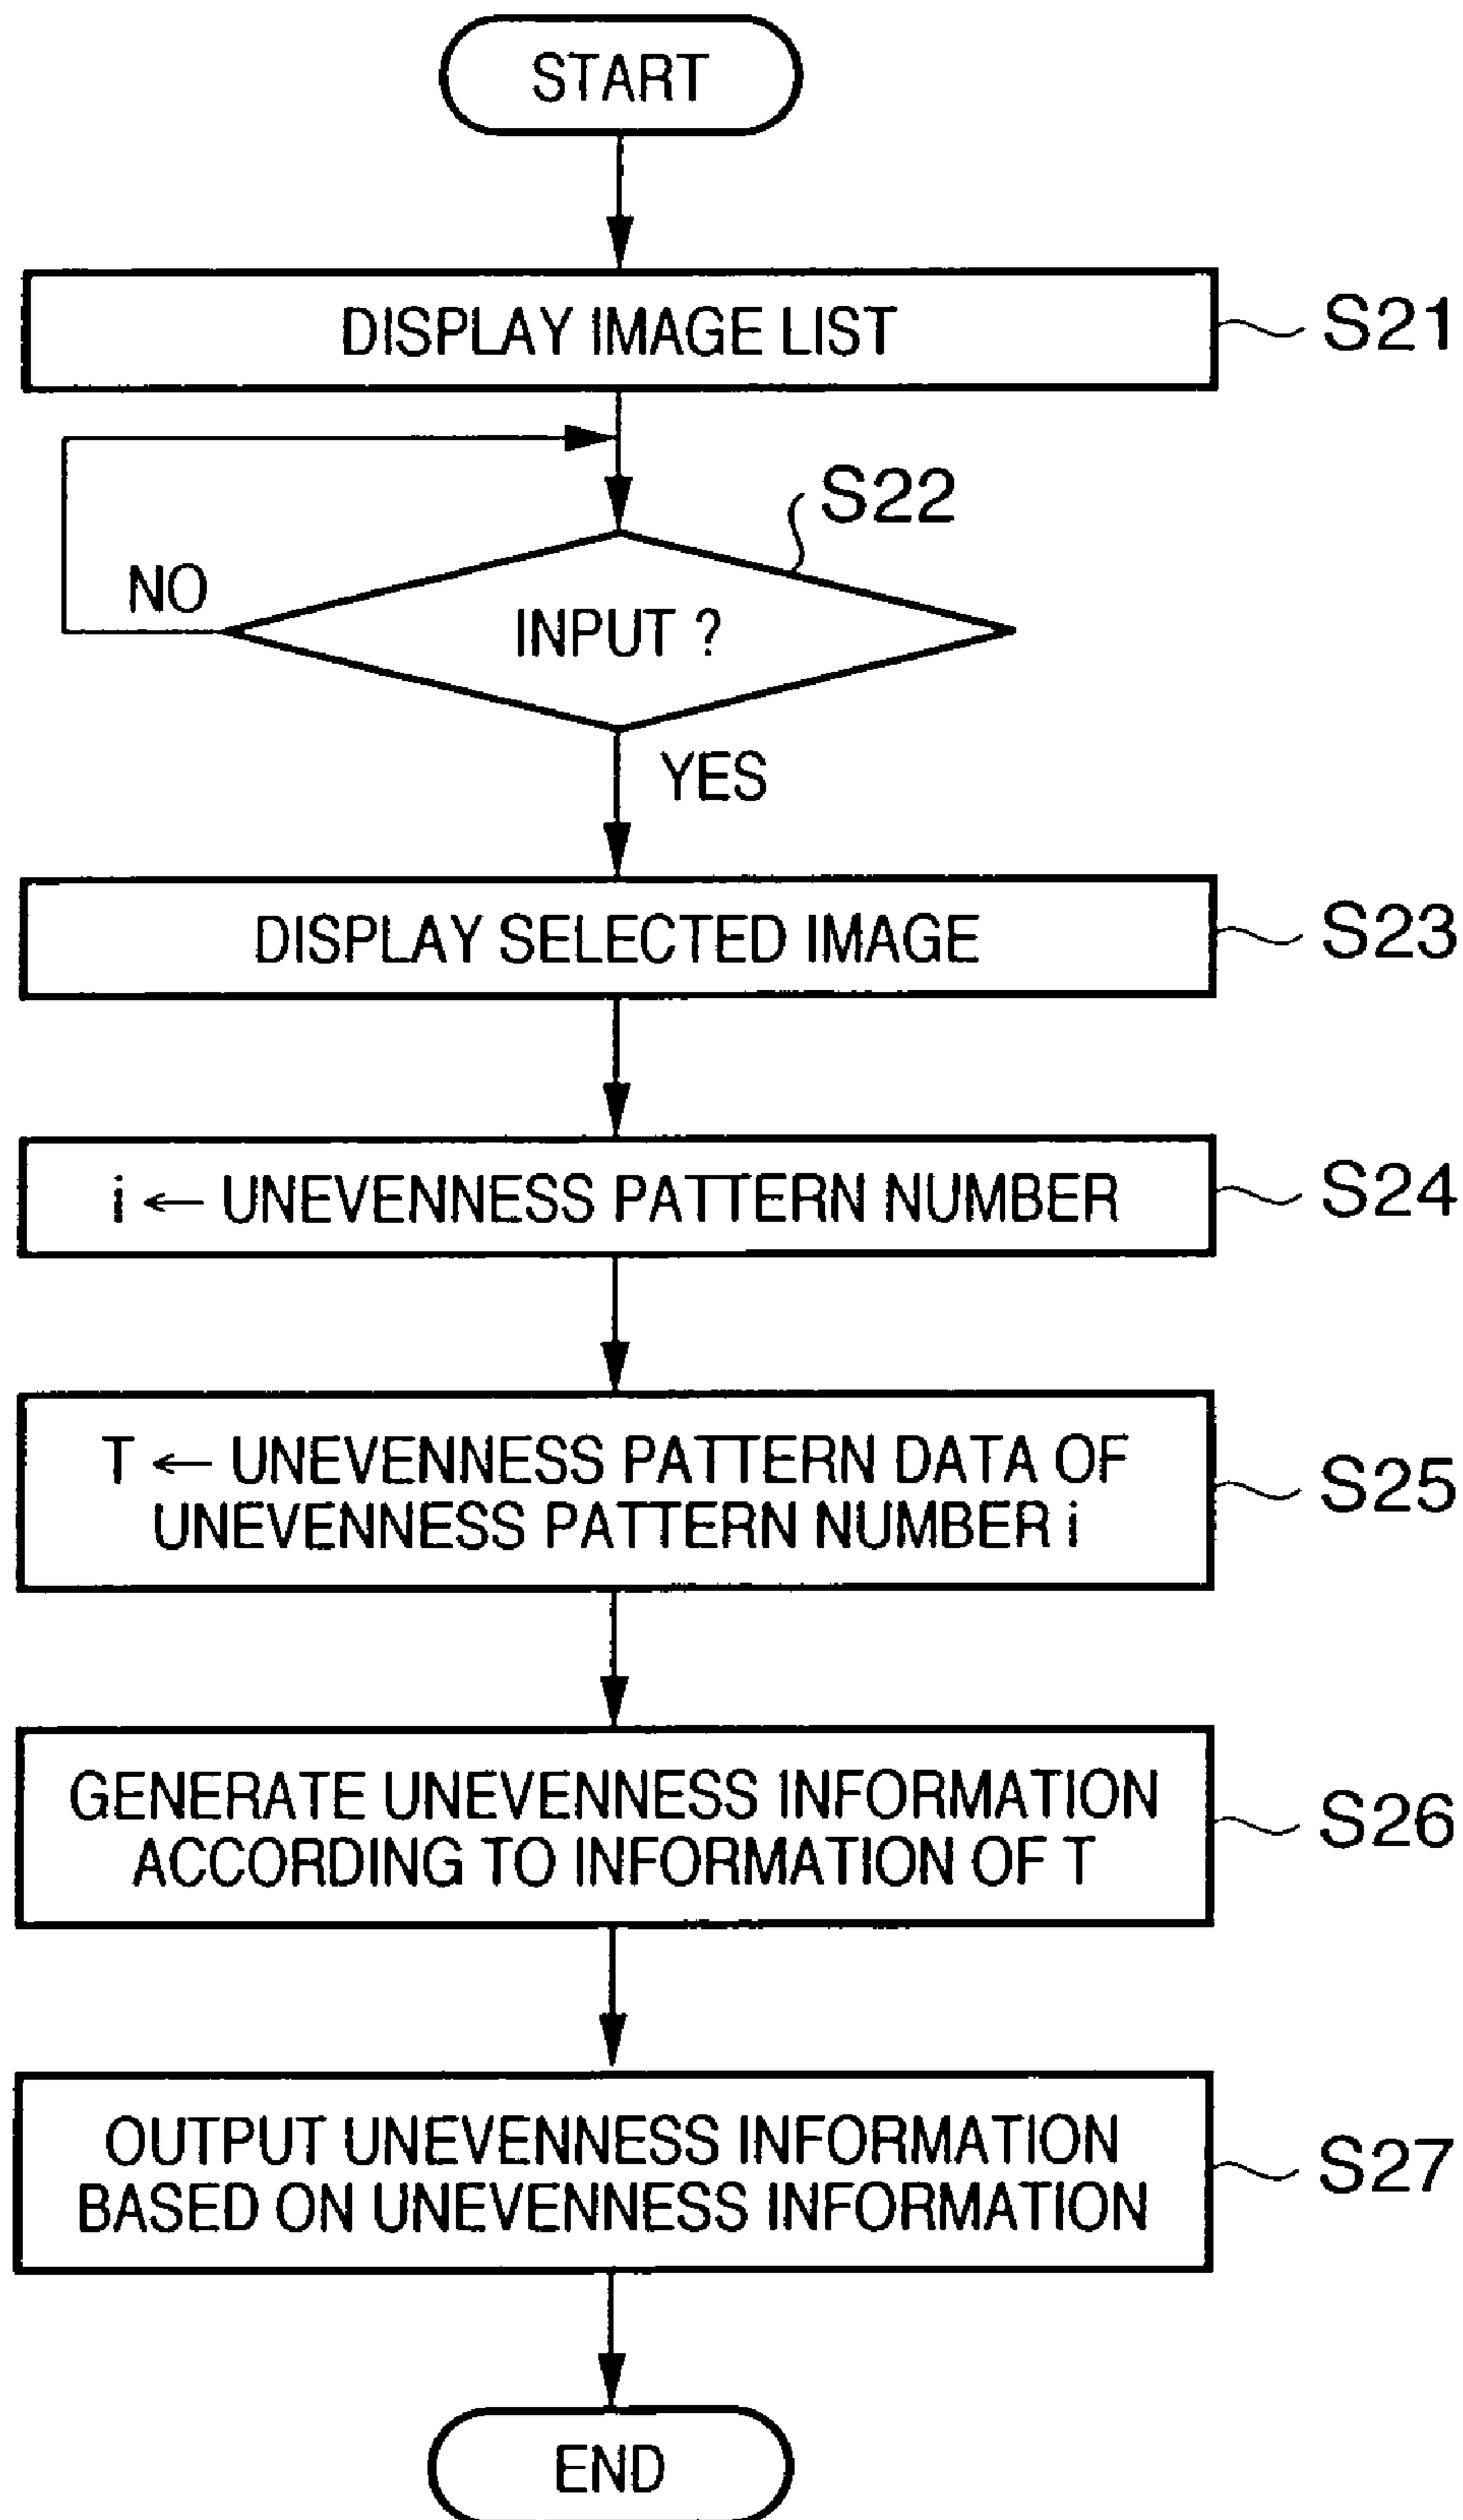 START
DISPLAY IMAGE LIST
S21
S22
NO
INPUT ?
YES
DISPLAY SELECTED IMAGE
S23
i ← UNEVENNESS PATTERN NUMBER
S24
T ← UNEVENNESS PATTERN DATA OF
UNEVENNESS PATTERN NUMBER i
S25
GENERATE UNEVENNESS INFORMATION
ACCORDING TO INFORMATION OF T
S26
OUTPUT UNEVENNESS INFORMATION
BASED ON UNEVENNESS INFORMATION
S27
END